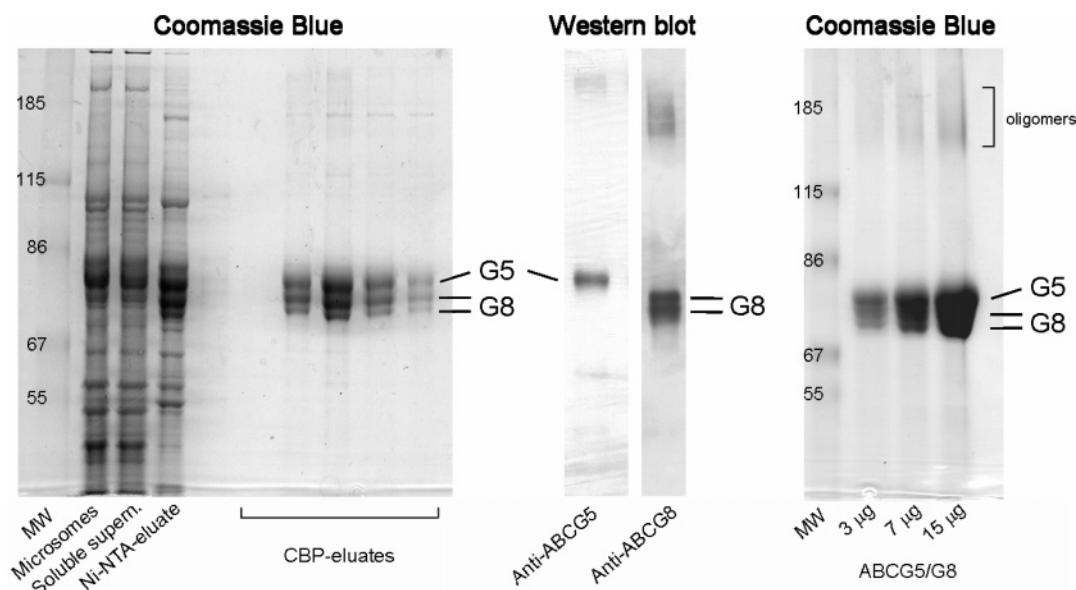 Coomassie Blue
Western blot
Coomassie Blue
185
115
86
67
55
G5
G8
G8
185
115
86
67
55
oligomers
G5
G8
MW
Microsomes
Soluble supern.
Ni-NTA-eluate
CBP-eluates
Anti-ABCG5
Anti-ABCG8
MW
3 µg
7 µg
15 µg
ABCG5/G8